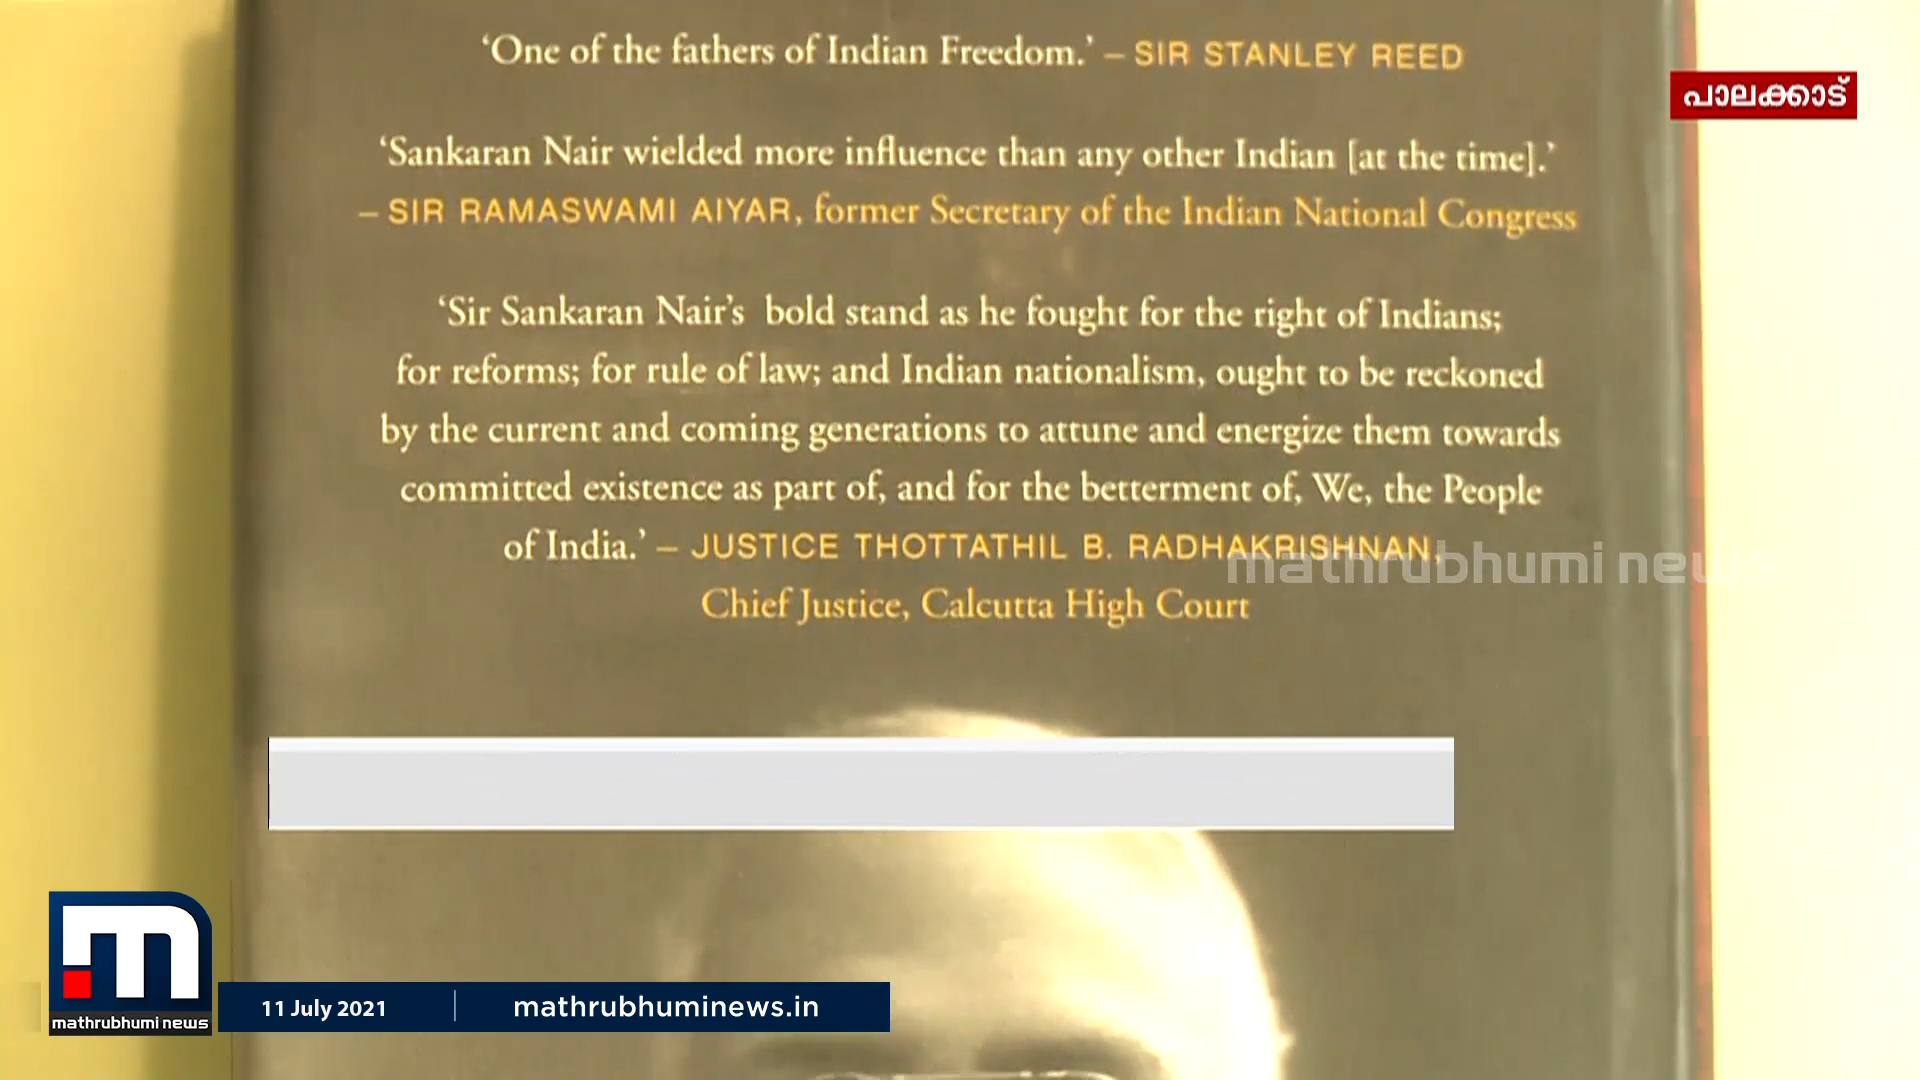 ‘One of the fathers of Indian Freedom.’ – SIR STANLEY REED
പാലക്കാട്
‘Sankaran Nair wielded more influence than any other Indian [at the time].’
– SIR RAMASWAMI AIYAR, former Secretary of the Indian National Congress
‘Sir Sankaran Nair’s bold stand as he fought for the right of Indians;
for reforms; for rule of law; and Indian nationalism, ought to be reckoned
by the current and coming generations to attune and energize them towards
committed existence as part of, and for the betterment of, We, the People
of India.’ – JUSTICE THOTTATHIL B. RADHAKRISHNAN,
mathrubhumi news
Chief Justice, Calcutta High Court
11 July 2021
mathrubhuminews.in
mathrubhumi news